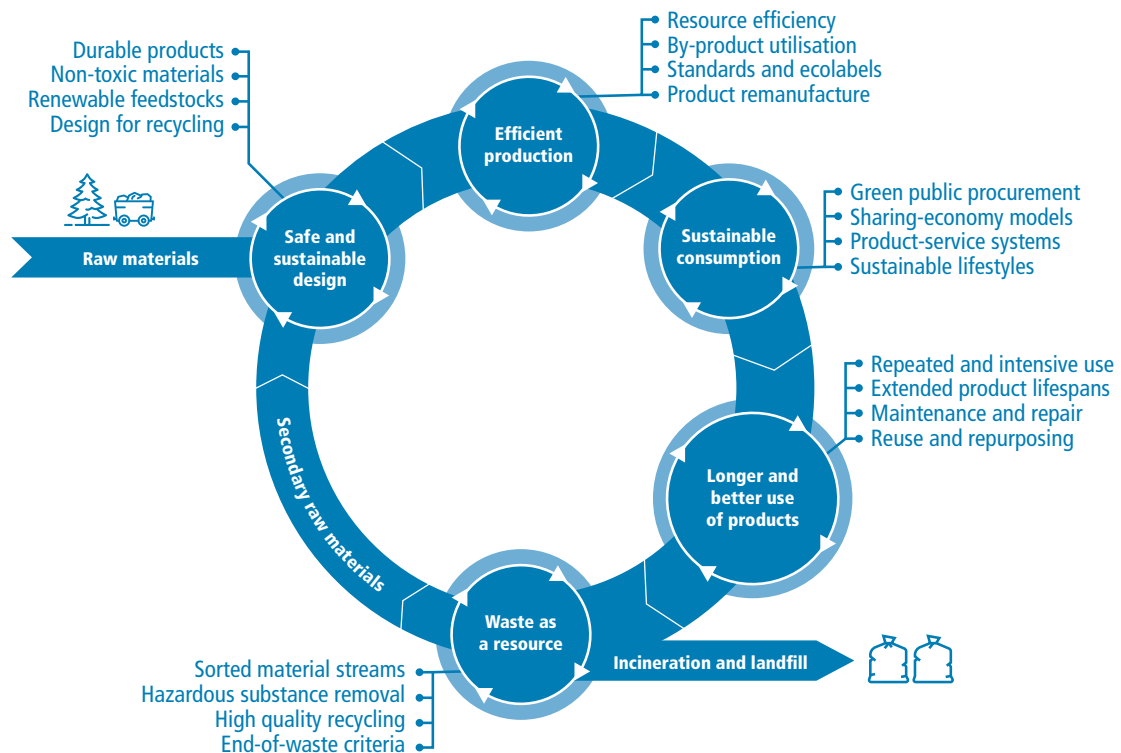 Durable products
Non-toxic materials
Renewable feedstocks
Design for recycling
Resource efficiency
By-product utilisation
Standards and ecolabels
Product remanufacture
Efficient
production
Green public procurement
Sharing-economy models
Product-service systems
Sustainable lifestyles
Raw materials
Safe and
sustainable
design
Sustainable
consumption
Repeated and intensive use
Extended product lifespans
Maintenance and repair
Reuse and repurposing
Longer and
better use
of products
Secondary raw materials
Waste as
a resource
Incineration and landfill
Sorted material streams
Hazardous substance removal
High quality recycling
End-of-waste criteria